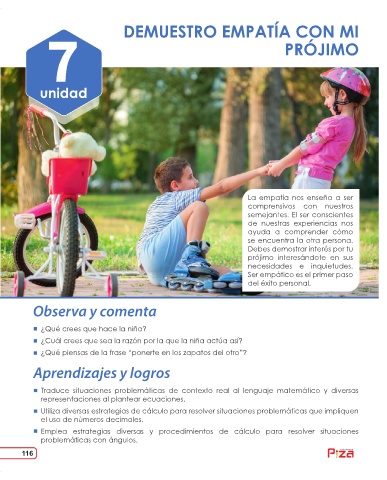 DEMUESTRO EMPATÍA CON MI
PRÓJIMO
7
unidad
La empatía nos enseña a ser
comprensivos con nuestros
semejantes. El ser conscientes
de nuestras experiencias nos
ayuda a comprender cómo
se encuentra la otra persona.
Debes demostrar interés por tu
prójimo interesándote en sus
necesidades e inquietudes.
Ser empático es el primer paso
del éxito personal.
Observa y comenta
¿Qué crees que hace la niña?
¿Cuál crees que sea la razón por la que la niña actúa así?
¿Qué piensas de la frase “ponerte en los zapatos del otro”?
Aprendizajes y logros
Traduce situaciones problemáticas de contexto real al lenguaje matemático y diversas
representaciones al plantear ecuaciones.
Utiliza diversas estrategias de cálculo para resolver situaciones problemáticas que impliquen
el uso de números decimales.
Emplea estrategias diversas y procedimientos de cálculo para resolver situaciones
problemáticas con ángulos.
116
Piza